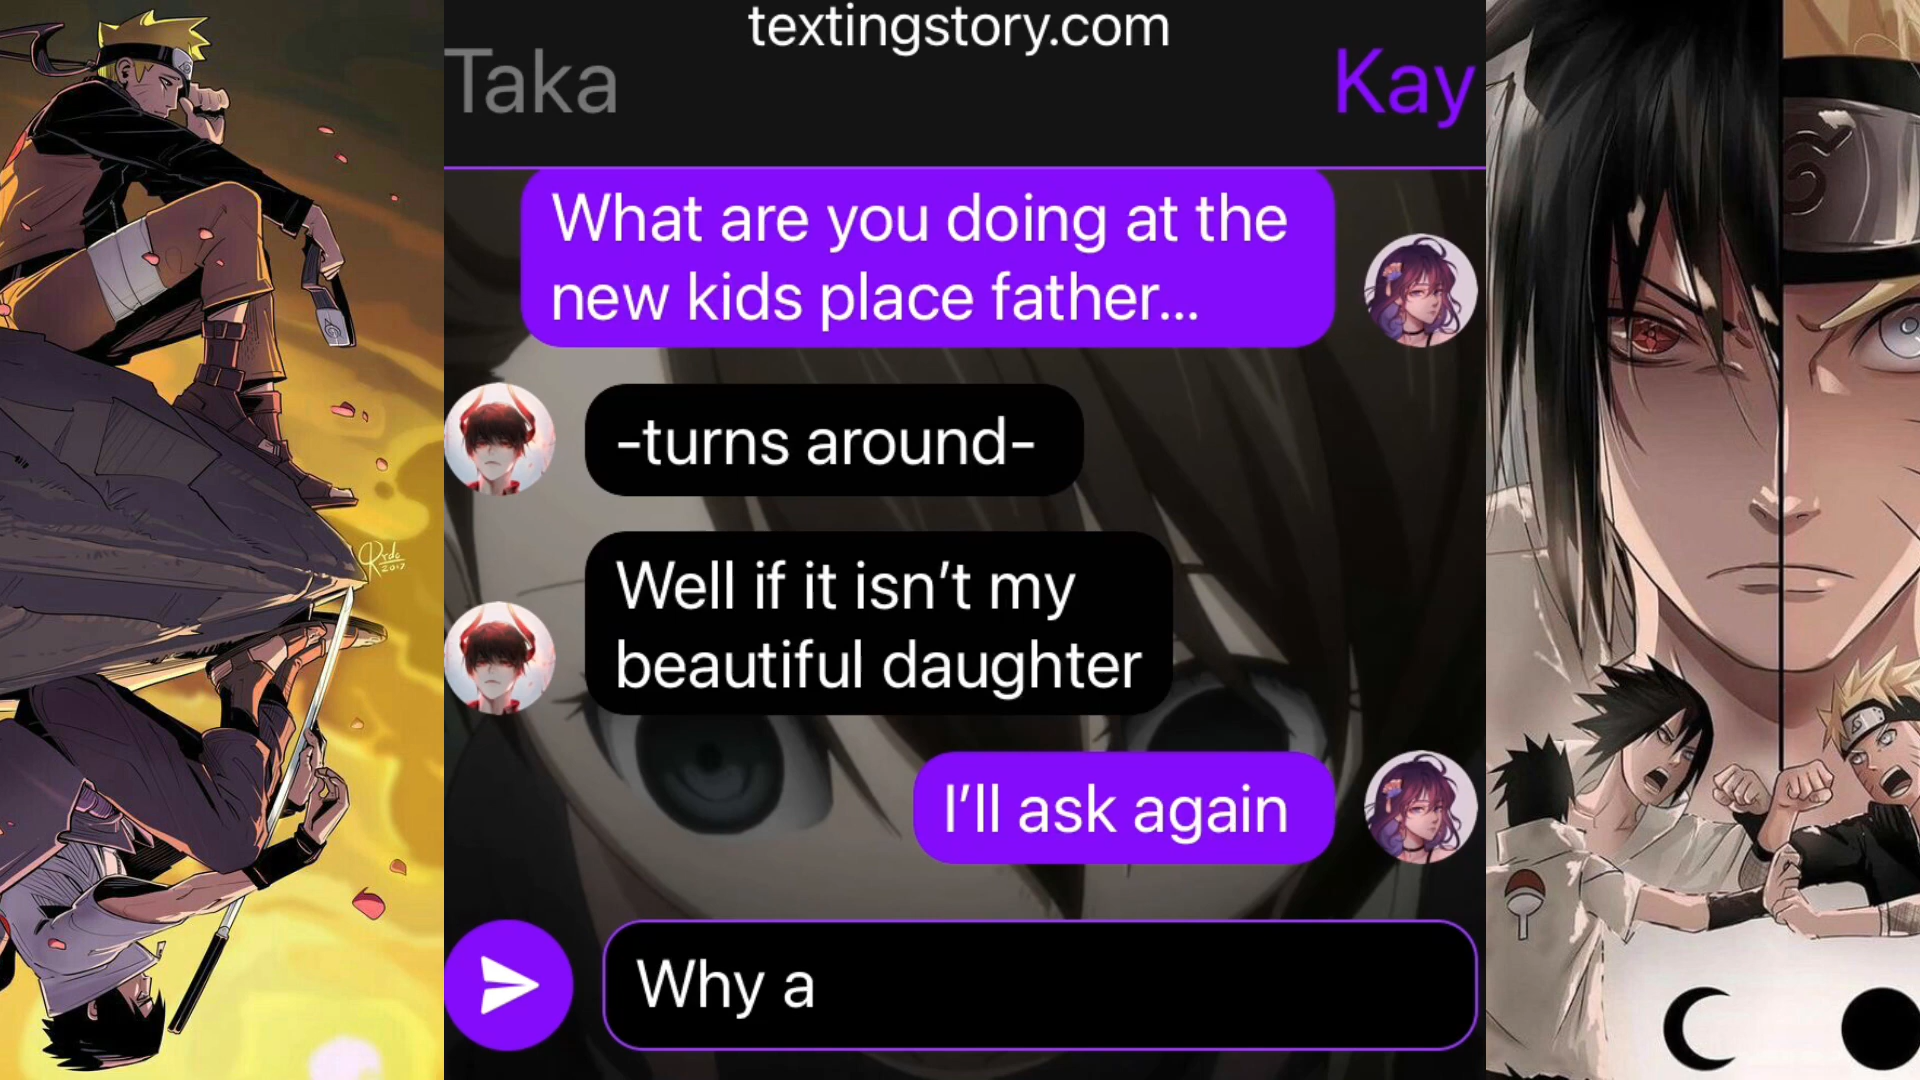 textingstory.com
Taka
Kay
What are you doing at the
new kids place father...
-turns around-
Well if it isn't my
beautiful daughter
I'll ask again
Why a
2017